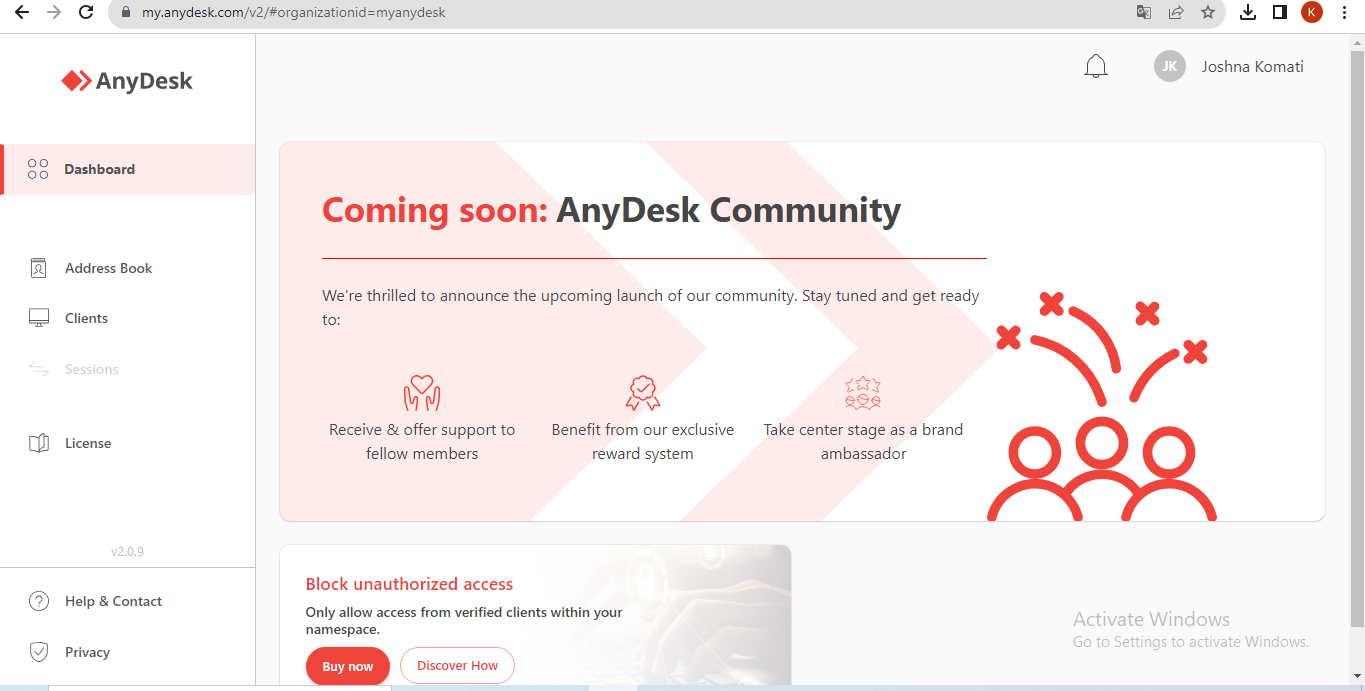 my.anydesk.com/v2/#organizationid=myanydesk
K
AnyDesk
JK
Joshna Komati
Dashboard
Address Book
Clients
Sessions
License
v2.0.9
Help & Contact
Privacy
Coming soon: AnyDesk Community
We're thrilled to announce the upcoming launch of our community. Stay tuned and get ready
to:
Receive & offer support to
fellow members
Benefit from our exclusive
reward system
Take center stage as a brand
ambassador
Block unauthorized access
Only allow access from verified clients within your
namespace.
Buy now
Discover How
Activate Windows
Go to Settings to activate Windows.